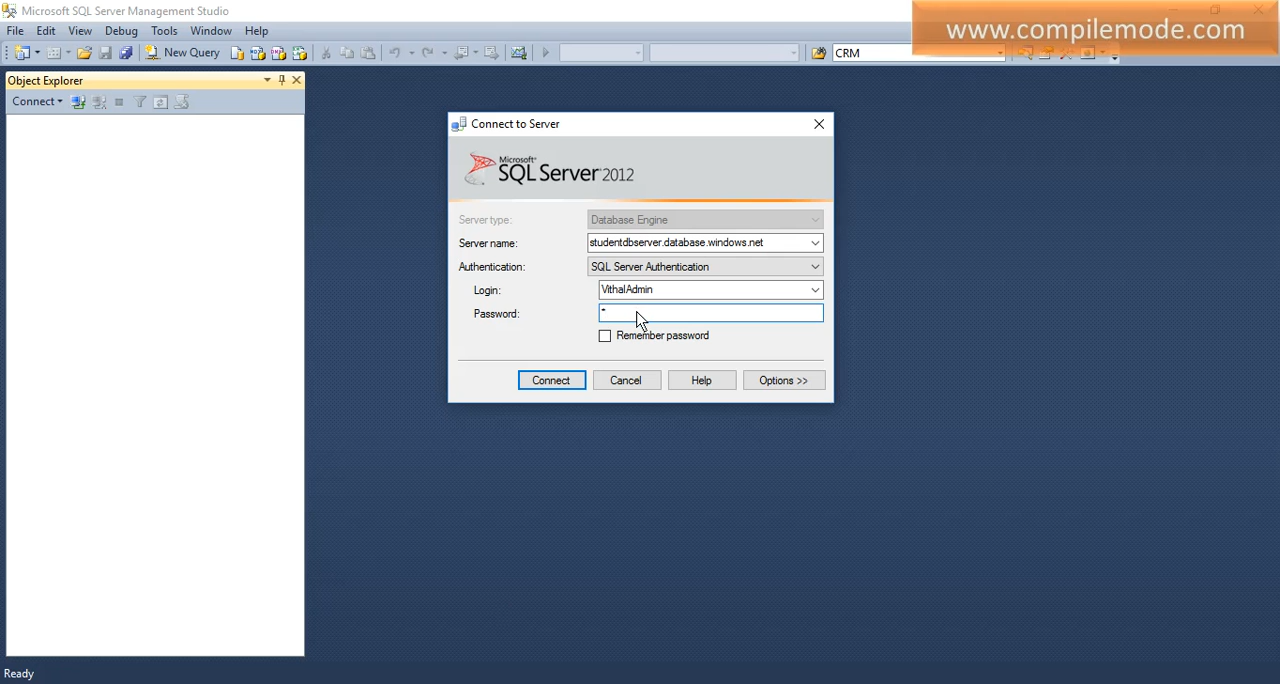 Microsoft SQL Server Management Studio
www.compilemode.com
File Edit View Debug Tools Window Help
New Query
CRM
Object Explorer
Connect
Connect to Server
Microsoft®
SQL Server 2012
Server type: Database Engine
Server name: studentdbserver.database.windows.net
Authentication: SQL Server Authentication
Login: VithalAdmin
Password: *
Remember password
Connect Cancel Help Options >>
Ready